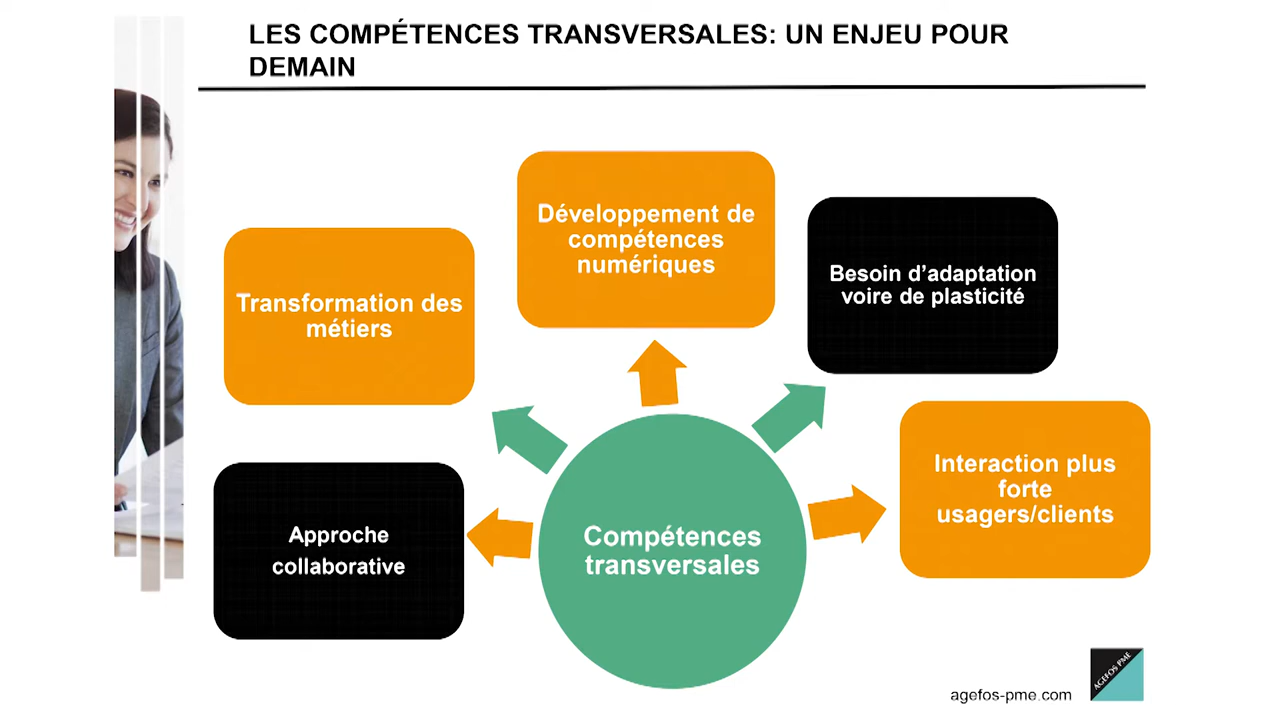 LES COMPÉTENCES TRANSVERSALES: UN ENJEU POUR
DEMAIN
Développement de
compétences
numériques
Besoin d’adaptation
voire de plasticité
Transformation des
métiers
Interaction plus
forte
usagers/clients
Approche
collaborative
Compétences
transversales
agefos-pme.com
AGEFOS PME